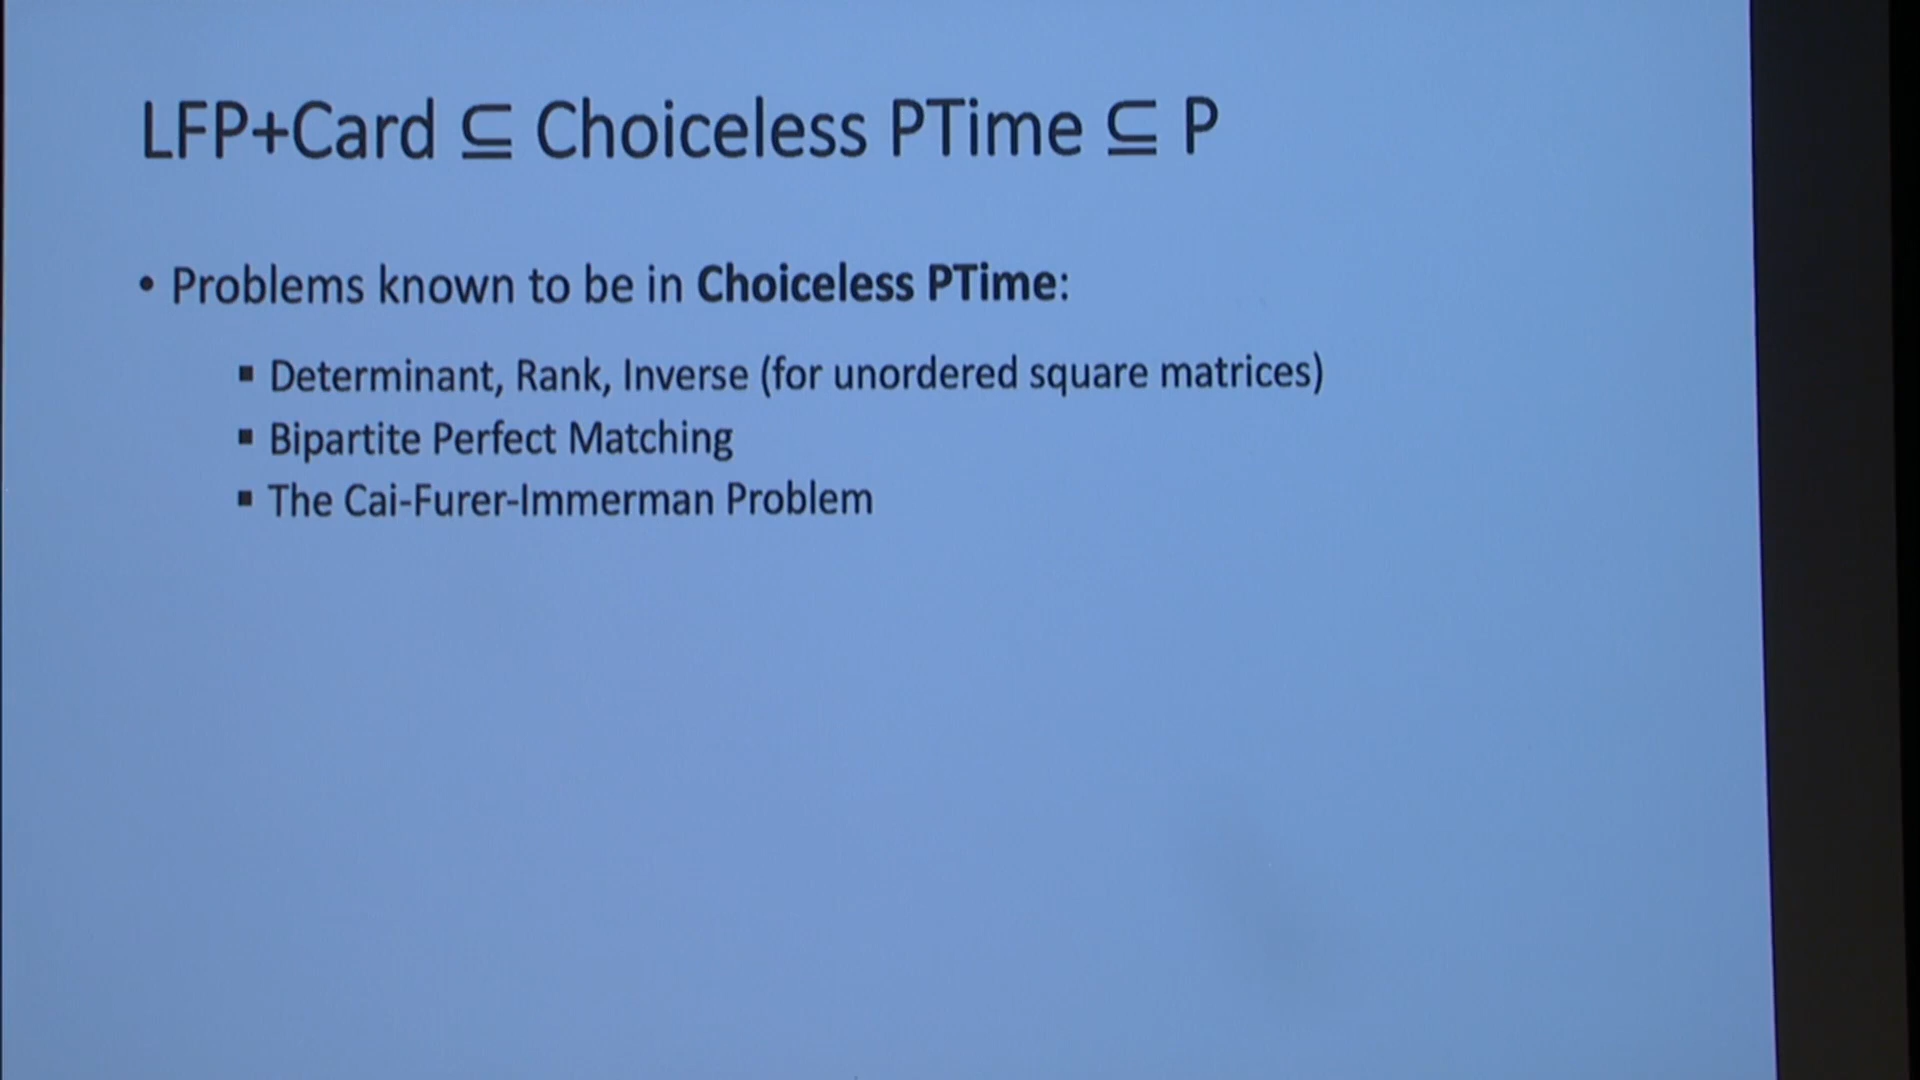 LFP+Card ⊆ Choiceless PTime ⊆ P
• Problems known to be in Choiceless PTime:
▪ Determinant, Rank, Inverse (for unordered square matrices)
▪ Bipartite Perfect Matching
▪ The Cai-Furer-Immerman Problem